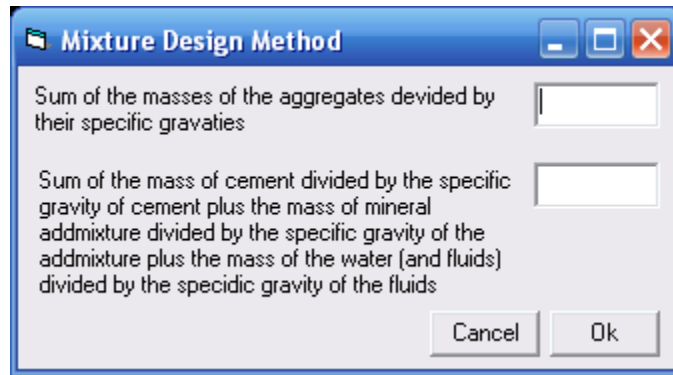 Mixture Design Method
Sum of the masses of the aggregates devided by
their specific gravaties
Sum of the mass of cement divided by the specific
gravity of cement plus the mass of mineral
addmixture divided by the specific gravity of the
addmixture plus the mass of the water (and fluids)
divided by the specidic gravity of the fluids
Cancel
Ok